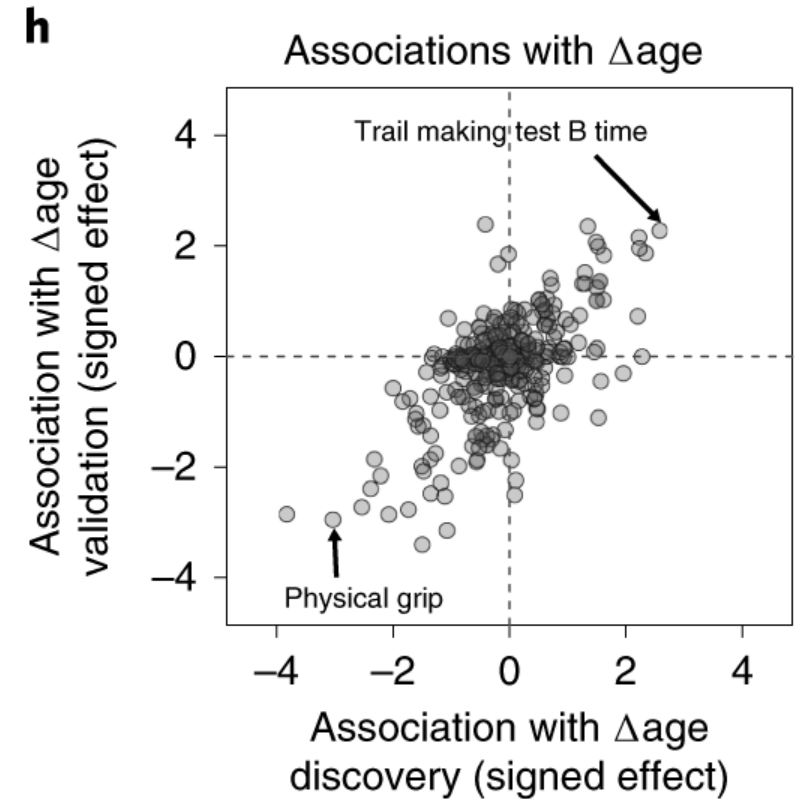 h
Associations with Δage
Association with Δage
validation (signed effect)
4
2
0
−2
−4
Trail making test B time
Physical grip
−4 −2 0 2 4
Association with Δage
discovery (signed effect)